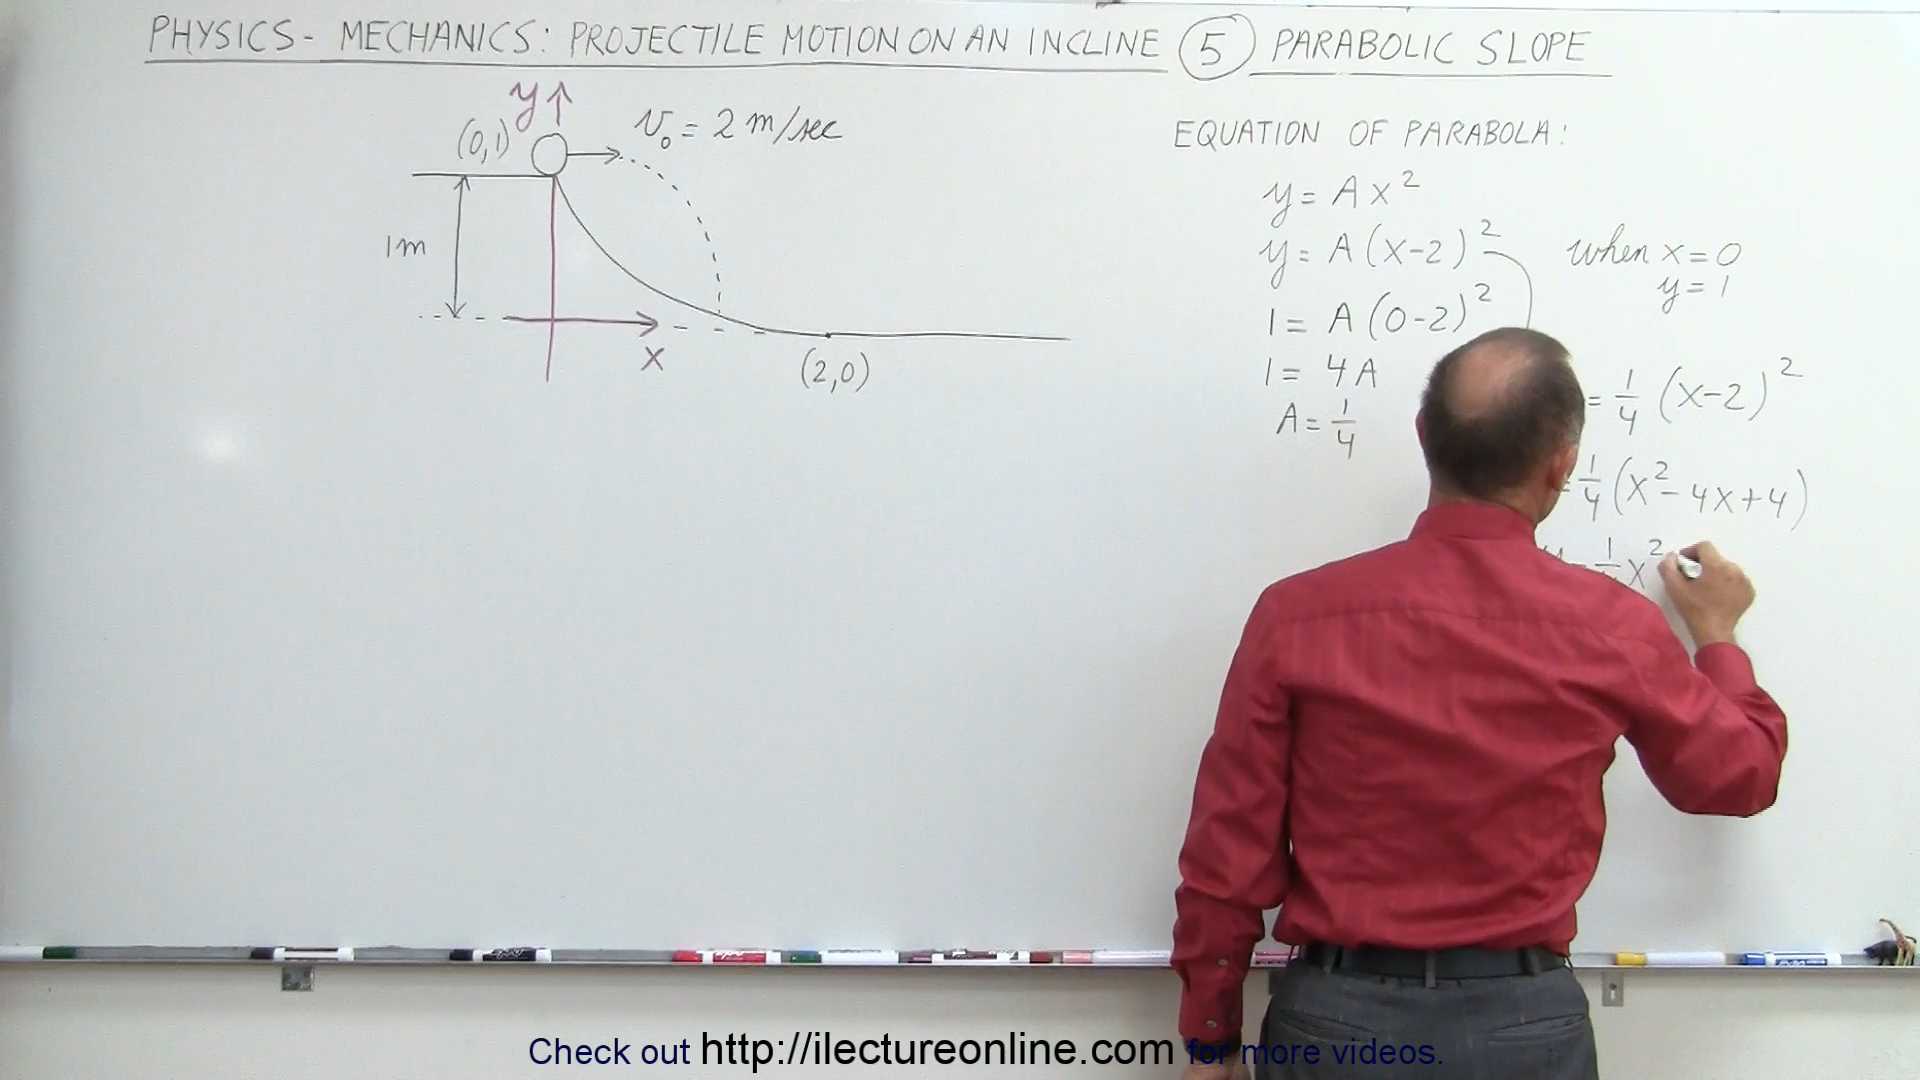 PHYSICS- MECHANICS: PROJECTILE MOTION ON AN INCLINE 5 PARABOLIC SLOPE
y
(0,1)
v₀ = 2 m/sec
1m
x
(2,0)
EQUATION OF PARABOLA:
y = A x²
y = A (x-2)²
when x=0
y=1
1 = A (0-2)²
1 = 4A
A = 1/4
= 1/4 (x-2)²
= 1/4 (x²- 4x+4)
x²
Check out http://ilectureonline.com for more videos.